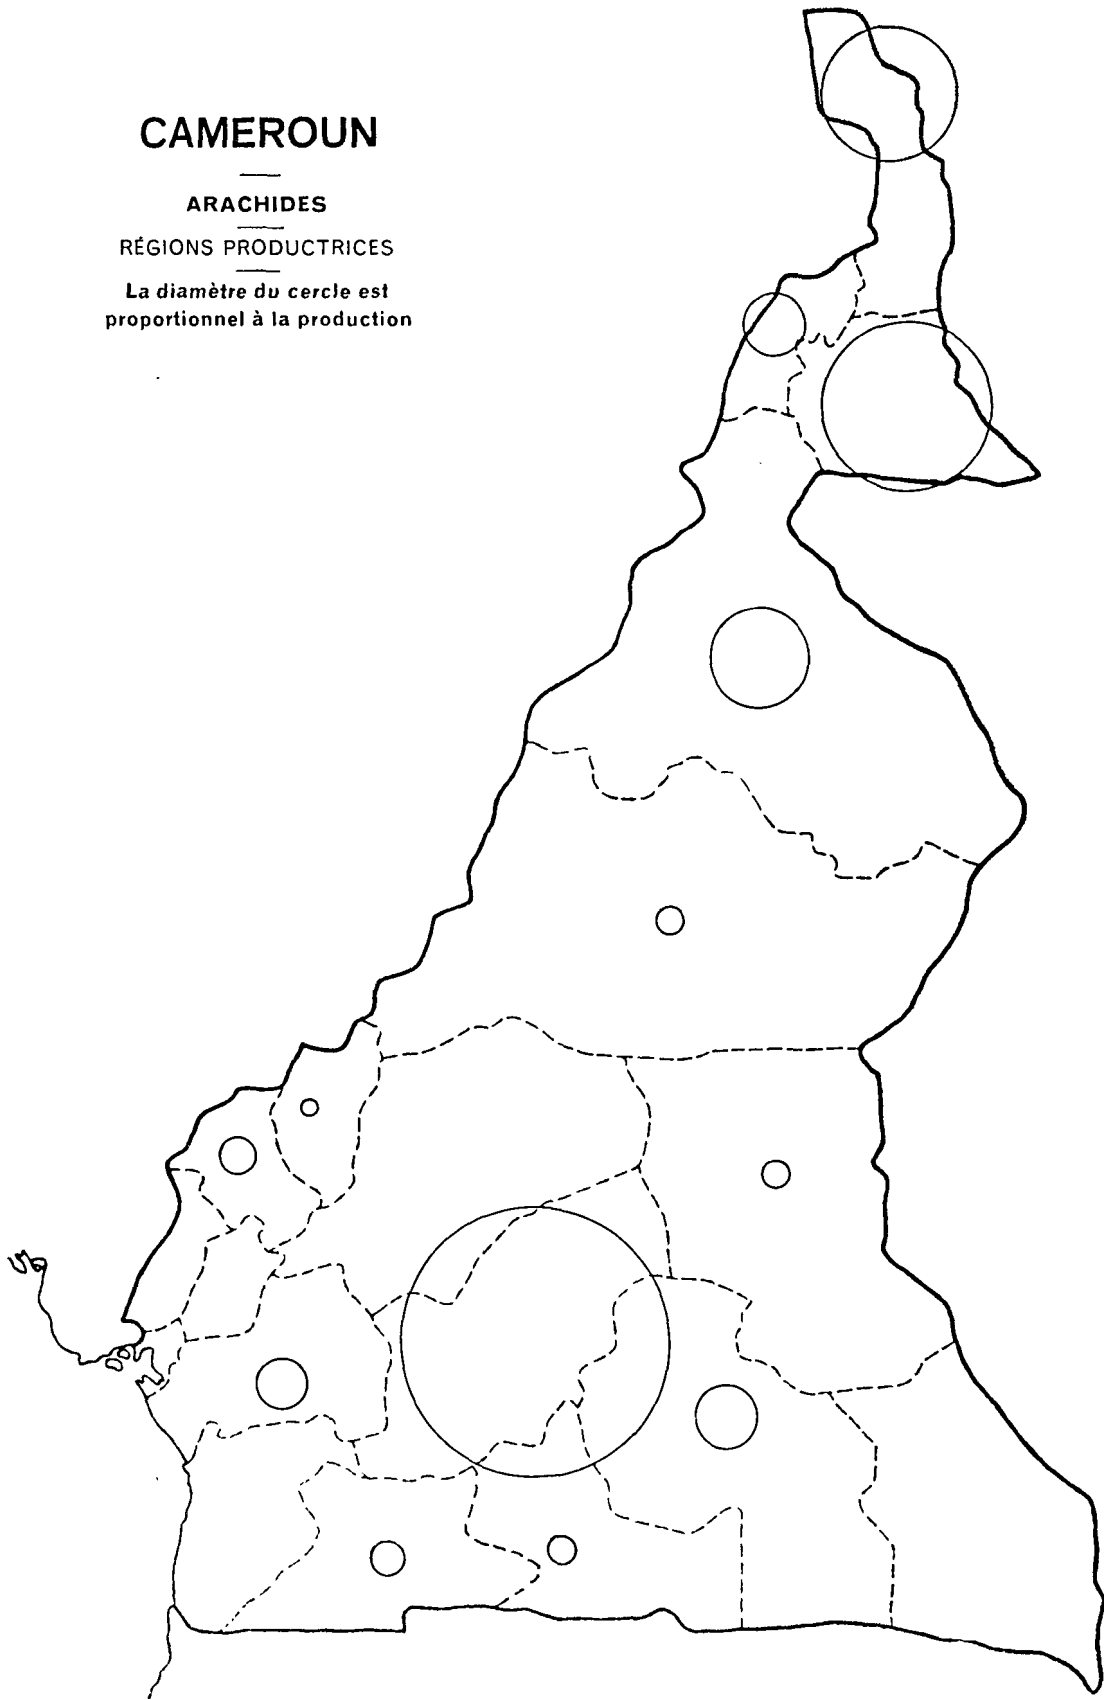 CAMEROUN
ARACHIDES
RÉGIONS PRODUCTRICES
La diamètre du cercle est
proportionnel à la production